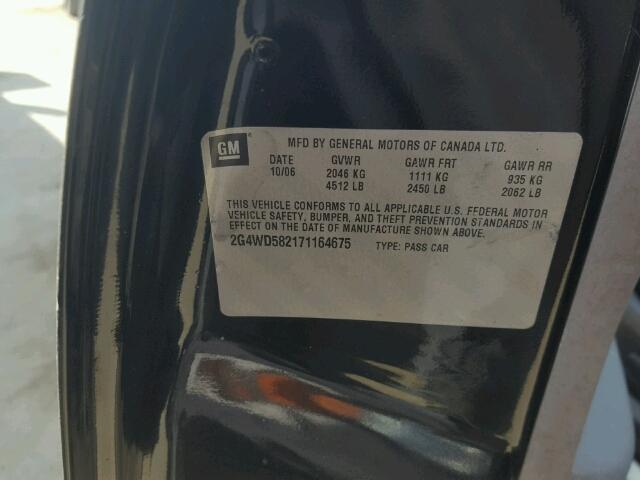 GM
MFD BY GENERAL MOTORS OF CANADA LTD.
DATE GVWR GAWR FRT GAWR RR
10/06 2046 KG 1111 KG 935 KG
4512 LB 2450 LB 2062 LB
THIS VEHICLE CONFORMS TO ALL APPLICABLE U.S. FEDERAL MOTOR
VEHICLE SAFETY, BUMPER, AND THEFT PREVENTION STANDARDS IN
EFFECT ON THE DATE OF MANUFACTURE SHOWN ABOVE.
2G4WD582171164675 TYPE: PASS CAR